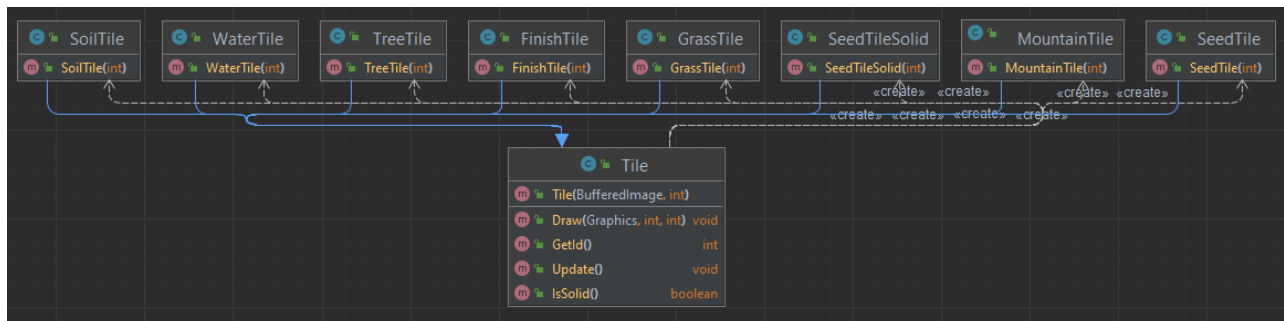 SoilTile
SoilTile(int)
WaterTile
WaterTile(int)
TreeTile
TreeTile(int)
FinishTile
FinishTile(int)
GrassTile
GrassTile(int)
SeedTileSolid
SeedTileSolid(int)
MountainTile
MountainTile(int)
SeedTile
SeedTile(int)
«create» «create» «create» «create»
«create» «create» «create» «create»
Tile
Tile(BufferedImage, int)
Draw(Graphics, int, int) void
GetId() int
Update() void
IsSolid() boolean